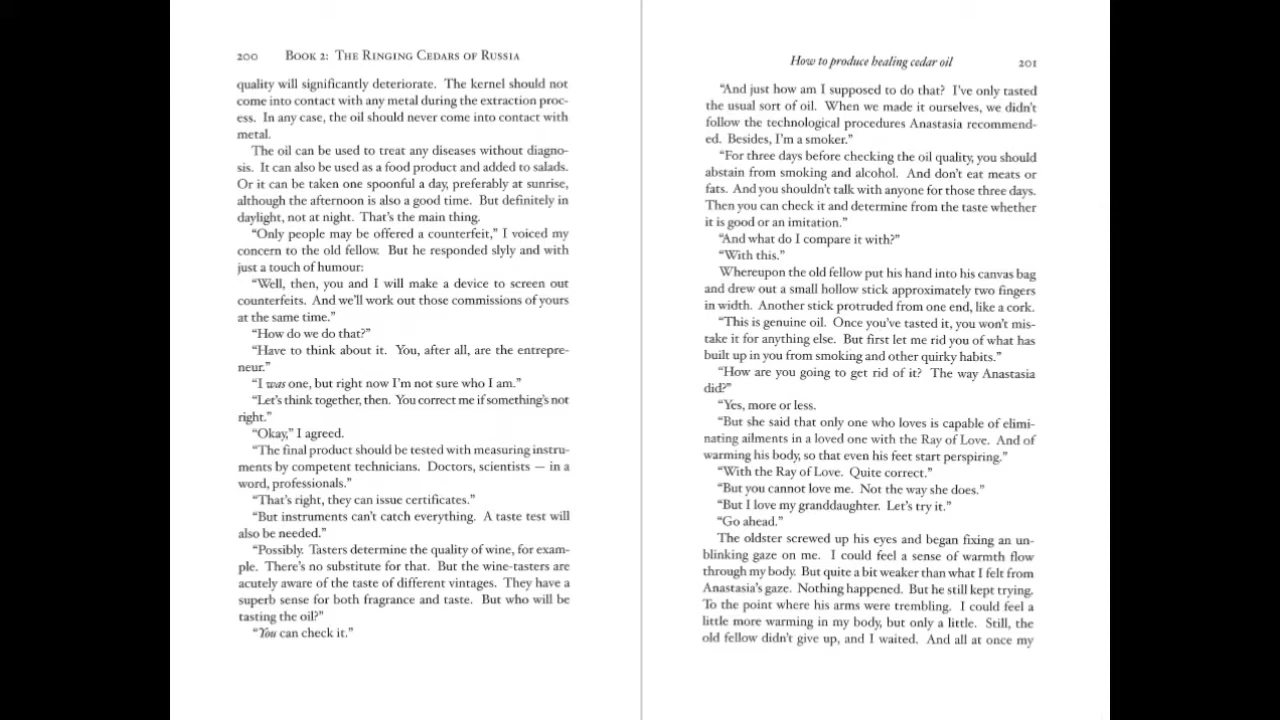 200 Book 2: The Ringing Cedars of Russia
quality will significantly deteriorate. The kernel should not
come into contact with any metal during the extraction proc-
ess. In any case, the oil should never come into contact with
metal.
The oil can be used to treat any diseases without diagno-
sis. It can also be used as a food product and added to salads.
Or it can be taken one spoonful a day, preferably at sunrise,
although the afternoon is also a good time. But definitely in
daylight, not at night. That's the main thing.
“Only people may be offered a counterfeit,” I voiced my
concern to the old fellow. But he responded slyly and with
just a touch of humour:
“Well, then, you and I will make a device to screen out
counterfeits. And we'll work out those commissions of yours
at the same time.”
“How do we do that?”
“Have to think about it. You, after all, are the entrepre-
neur.”
“I was one, but right now I'm not sure who I am.”
“Let's think together, then. You correct me if something's not
right.”
“Okay,” I agreed.
“The final product should be tested with measuring instru-
ments by competent technicians. Doctors, scientists — in a
word, professionals.”
“That's right, they can issue certificates.”
“But instruments can't catch everything. A taste test will
also be needed.”
“Possibly. Tasters determine the quality of wine, for exam-
ple. There's no substitute for that. But the wine-tasters are
acutely aware of the taste of different vintages. They have a
superb sense for both fragrance and taste. But who will be
tasting the oil?”
“You can check it.”
How to produce healing cedar oil 201
“And just how am I supposed to do that? I've only tasted
the usual sort of oil. When we made it ourselves, we didn't
follow the technological procedures Anastasia recommend-
ed. Besides, I'm a smoker.”
“For three days before checking the oil quality, you should
abstain from smoking and alcohol. And don't eat meats or
fats. And you shouldn't talk with anyone for those three days.
Then you can check it and determine from the taste whether
it is good or an imitation.”
“And what do I compare it with?”
“With this.”
Whereupon the old fellow put his hand into his canvas bag
and drew out a small hollow stick approximately two fingers
in width. Another stick protruded from one end, like a cork.
“This is genuine oil. Once you've tasted it, you won't mis-
take it for anything else. But first let me rid you of what has
built up in you from smoking and other quirky habits.”
“How are you going to get rid of it? The way Anastasia
did?”
“Yes, more or less.
“But she said that only one who loves is capable of elimi-
nating ailments in a loved one with the Ray of Love. And of
warming his body, so that even his feet start perspiring.”
“With the Ray of Love. Quite correct.”
“But you cannot love me. Not the way she does.”
“But I love my granddaughter. Let's try it.”
“Go ahead.”
The oldster screwed up his eyes and began fixing an un-
blinking gaze on me. I could feel a sense of warmth flow
through my body. But quite a bit weaker than what I felt from
Anastasia's gaze. Nothing happened. But he still kept trying.
To the point where his arms were trembling. I could feel a
little more warming in my body, but only a little. Still, the
old fellow didn't give up, and I waited. And all at once my